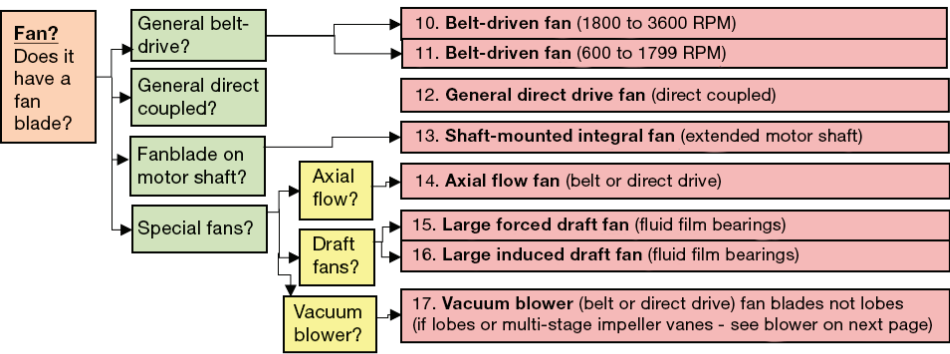 Fan?
Does it
have a
fan
blade?
General belt-
drive?
General direct
coupled?
Fanblade on
motor shaft?
Special fans?
Axial
flow?
Draft
fans?
Vacuum
blower?
10. Belt-driven fan (1800 to 3600 RPM)
11. Belt-driven fan (600 to 1799 RPM)
12. General direct drive fan (direct coupled)
13. Shaft-mounted integral fan (extended motor shaft)
14. Axial flow fan (belt or direct drive)
15. Large forced draft fan (fluid film bearings)
16. Large induced draft fan (fluid film bearings)
17. Vacuum blower (belt or direct drive) fan blades not lobes
(if lobes or multi-stage impeller vanes - see blower on next page)